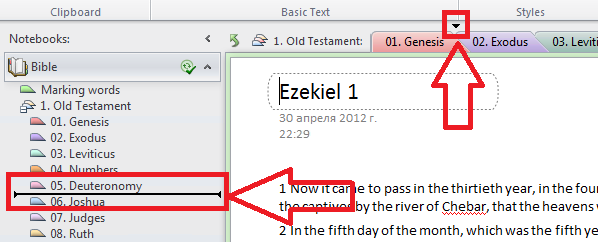 Clipboard
Basic Text
Styles
Notebooks:
Bible
Marking words
1. Old Testament
01. Genesis
02. Exodus
03. Leviticus
04. Numbers
05. Deuteronomy
06. Joshua
07. Judges
08. Ruth
1. Old Testament:
01. Genesis
02. Exodus
03. Leviti
Ezekiel 1
30 апреля 2012 г.
22:29
1 Now it came to pass in the thirtieth year, in the four
the captives by the river of Chebar, that the heavens w
2 In the fifth day of the month, which was the fifth ye